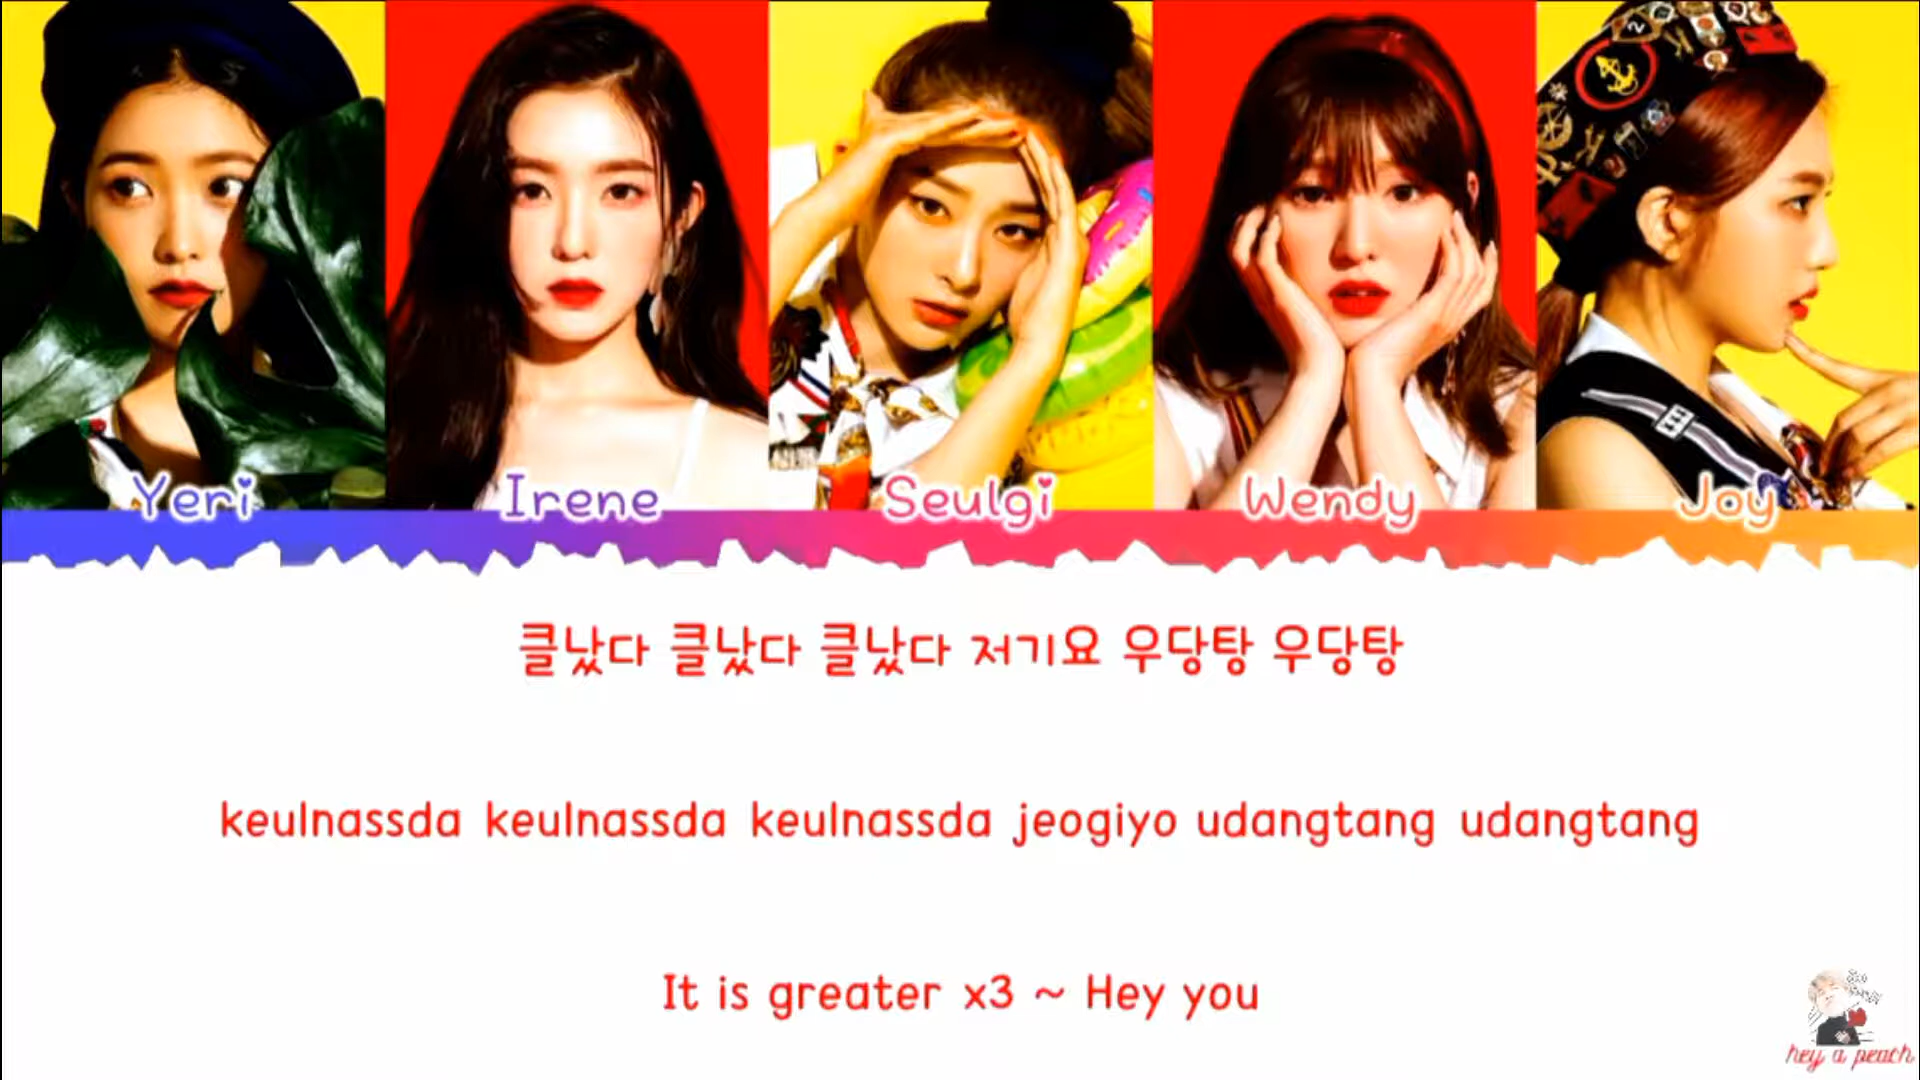 Yeri Irene Seulgi Wendy Joy
클났다 클났다 클났다 저기요 우당탕 우당탕
keulnassda keulnassda keulnassda jeogiyo udangtang udangtang
It is greater x3 ~ Hey you
hey a peach